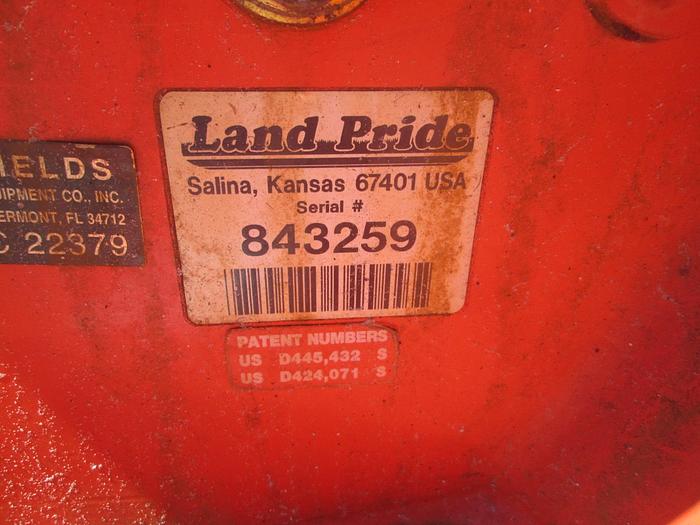 IELDS
UIPMENT CO., INC.
ERMONT, FL 34712
C 22379
Land Pride
Salina, Kansas 67401 USA
Serial #
843259
PATENT NUMBERS
US D445,432 S
US D424,071 S